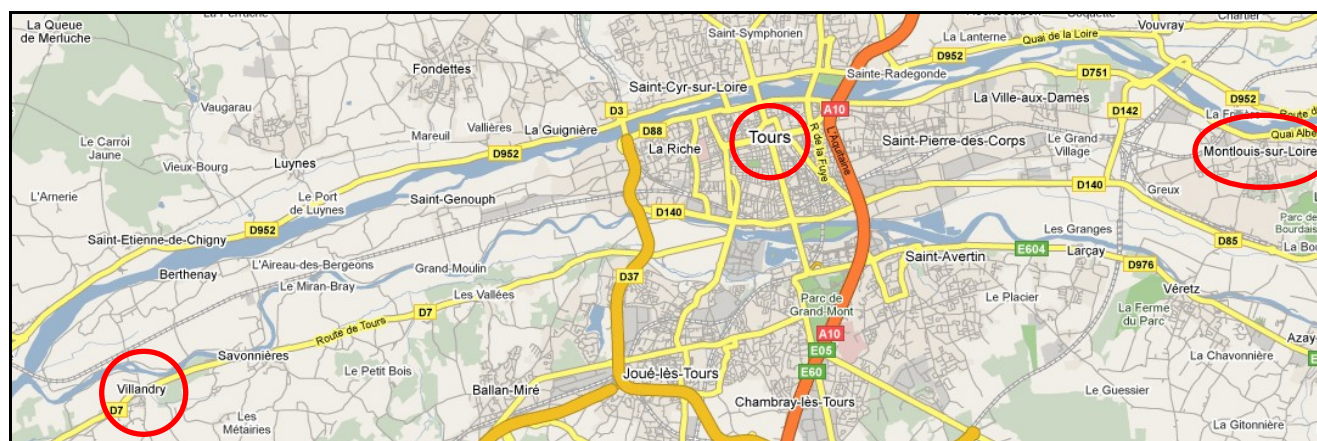 La Queue
de Merluche
Fondettes
Vaugarau
Le Carroi
Jaune
Vieux-Bourg
Mareuil
Vallières
La Guignière
Luynes
L'Arnerie
Le Port
de Luynes
D952
Saint-Genouph
D952
Saint-Etienne-de-Chigny
Berthenay
L'Aireau-des-Bergeons
Grand-Moulin
Le Miran-Bray
Les Vallées
D7
Route de Tours
Savonnières
Villandry
D7
Le Petit Bois
Les
Métairies
Ballan-Miré
Joué-lès-Tours
D37
D140
D3
D88
La Riche
Saint-Cyr-sur-Loire
Saint-Symphorien
Tours
R de la Fuye
A10
L'Aquitaine
Sainte-Radegonde
La Lanterne
D952
Quai de la Loire
Vouvray
Chartier
D751
La Ville-aux-Dames
D142
D952
Saint-Pierre-des-Corps
Le Grand
Village
Montlouis-sur-Loire
D140
Greux
Parc de
D85
Les Granges
E604
Larçay
D976
Saint-Avertin
Véretz
Le Placier
La Ferme
du Parc
Parc de
Grand-Mont
A10
E05
E60
Chambray-lès-Tours
La Chavonnière
Le Guessier
La Gitonnière